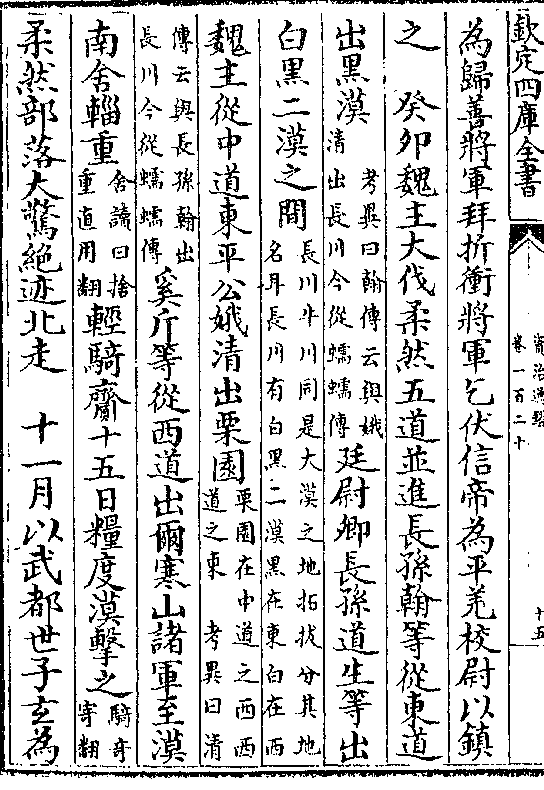 欽定四庫全書
資治通鑑
卷一百二十
十五
為歸善將軍拜折衝將軍乞伏信帝為平羌校尉以鎮
之　癸卯魏主大伐柔然五道並進長孫翰等從東道
出黑漠考異曰翰傳云與娥清出長川今從蠕蠕傳廷尉卿長孫道生等出
白黑二漠之間長川牛川同是大漠之地拓拔分其地名耳長川有白黑二漠黑在東白在西
魏主從中道東平公娥清出栗園栗園在中道之西西道之東　考異曰清
傳云與長孫翰出長川今從蠕蠕傳奚斤等從西道出爾寒山諸軍至漠
南舍輜重舍讀曰捨重直用翻輕騎齎十五日糧度漠擊之騎奇寄翻
柔然部落大驚絶迹北走　十一月以武都世子玄為